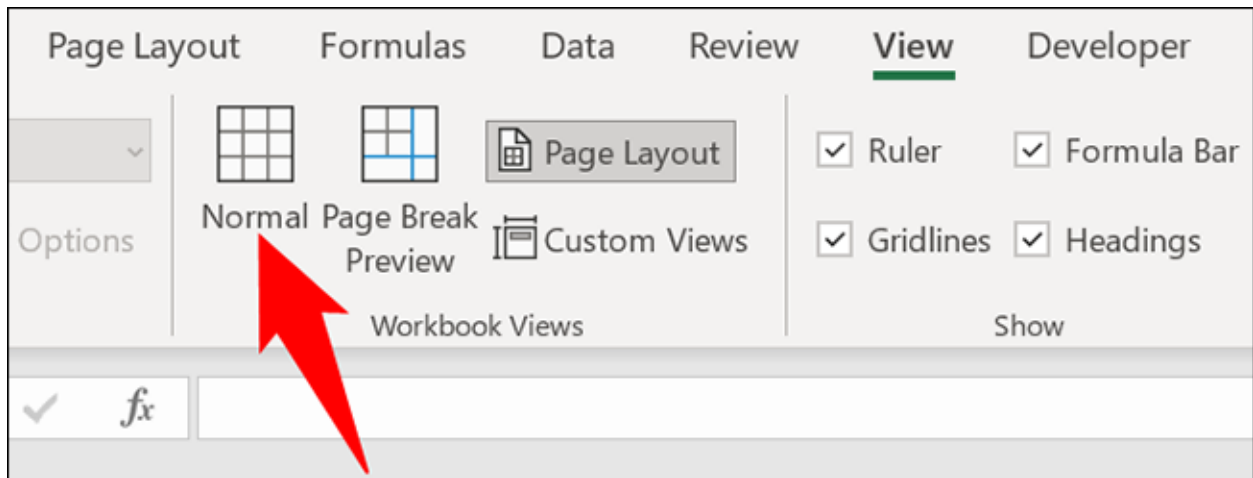 Page Layout Formulas Data Review View Developer
Page Layout Ruler Formula Bar
Normal Page Break Preview
Options Custom Views Gridlines Headings
Workbook Views Show
fx